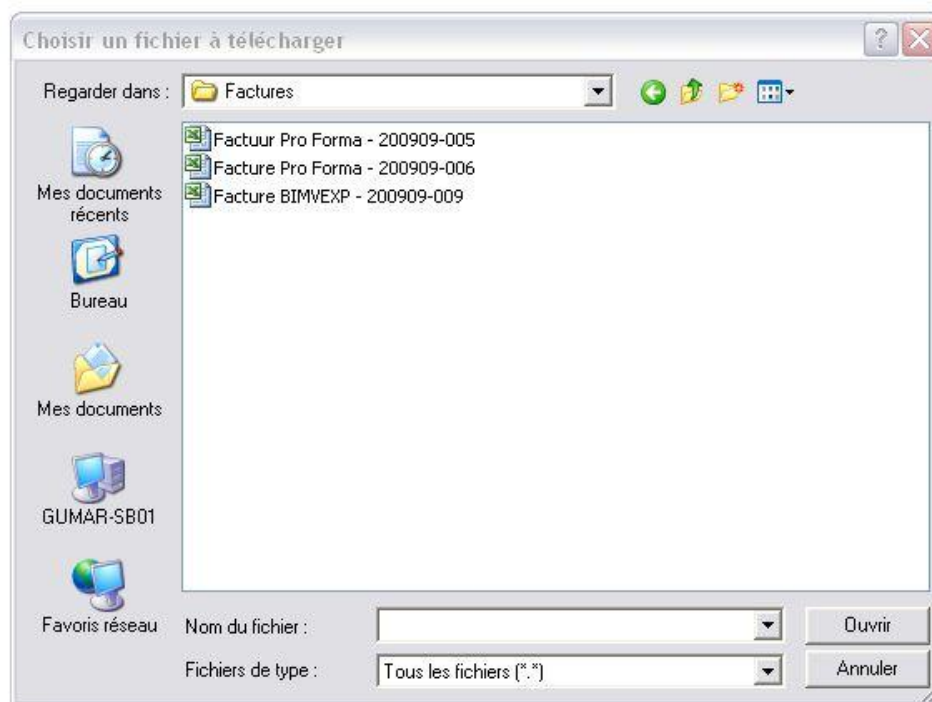 Choisir un fichier à télécharger
Regarder dans :
Factures
Factuur Pro Forma - 200909-005
Facture Pro Forma - 200909-006
Facture BIMVEXP - 200909-009
Mes documents
récents
Bureau
Mes documents
GUMAR-SB01
Favoris réseau
Nom du fichier :
Ouvrir
Fichiers de type :
Tous les fichiers (*.*)
Annuler